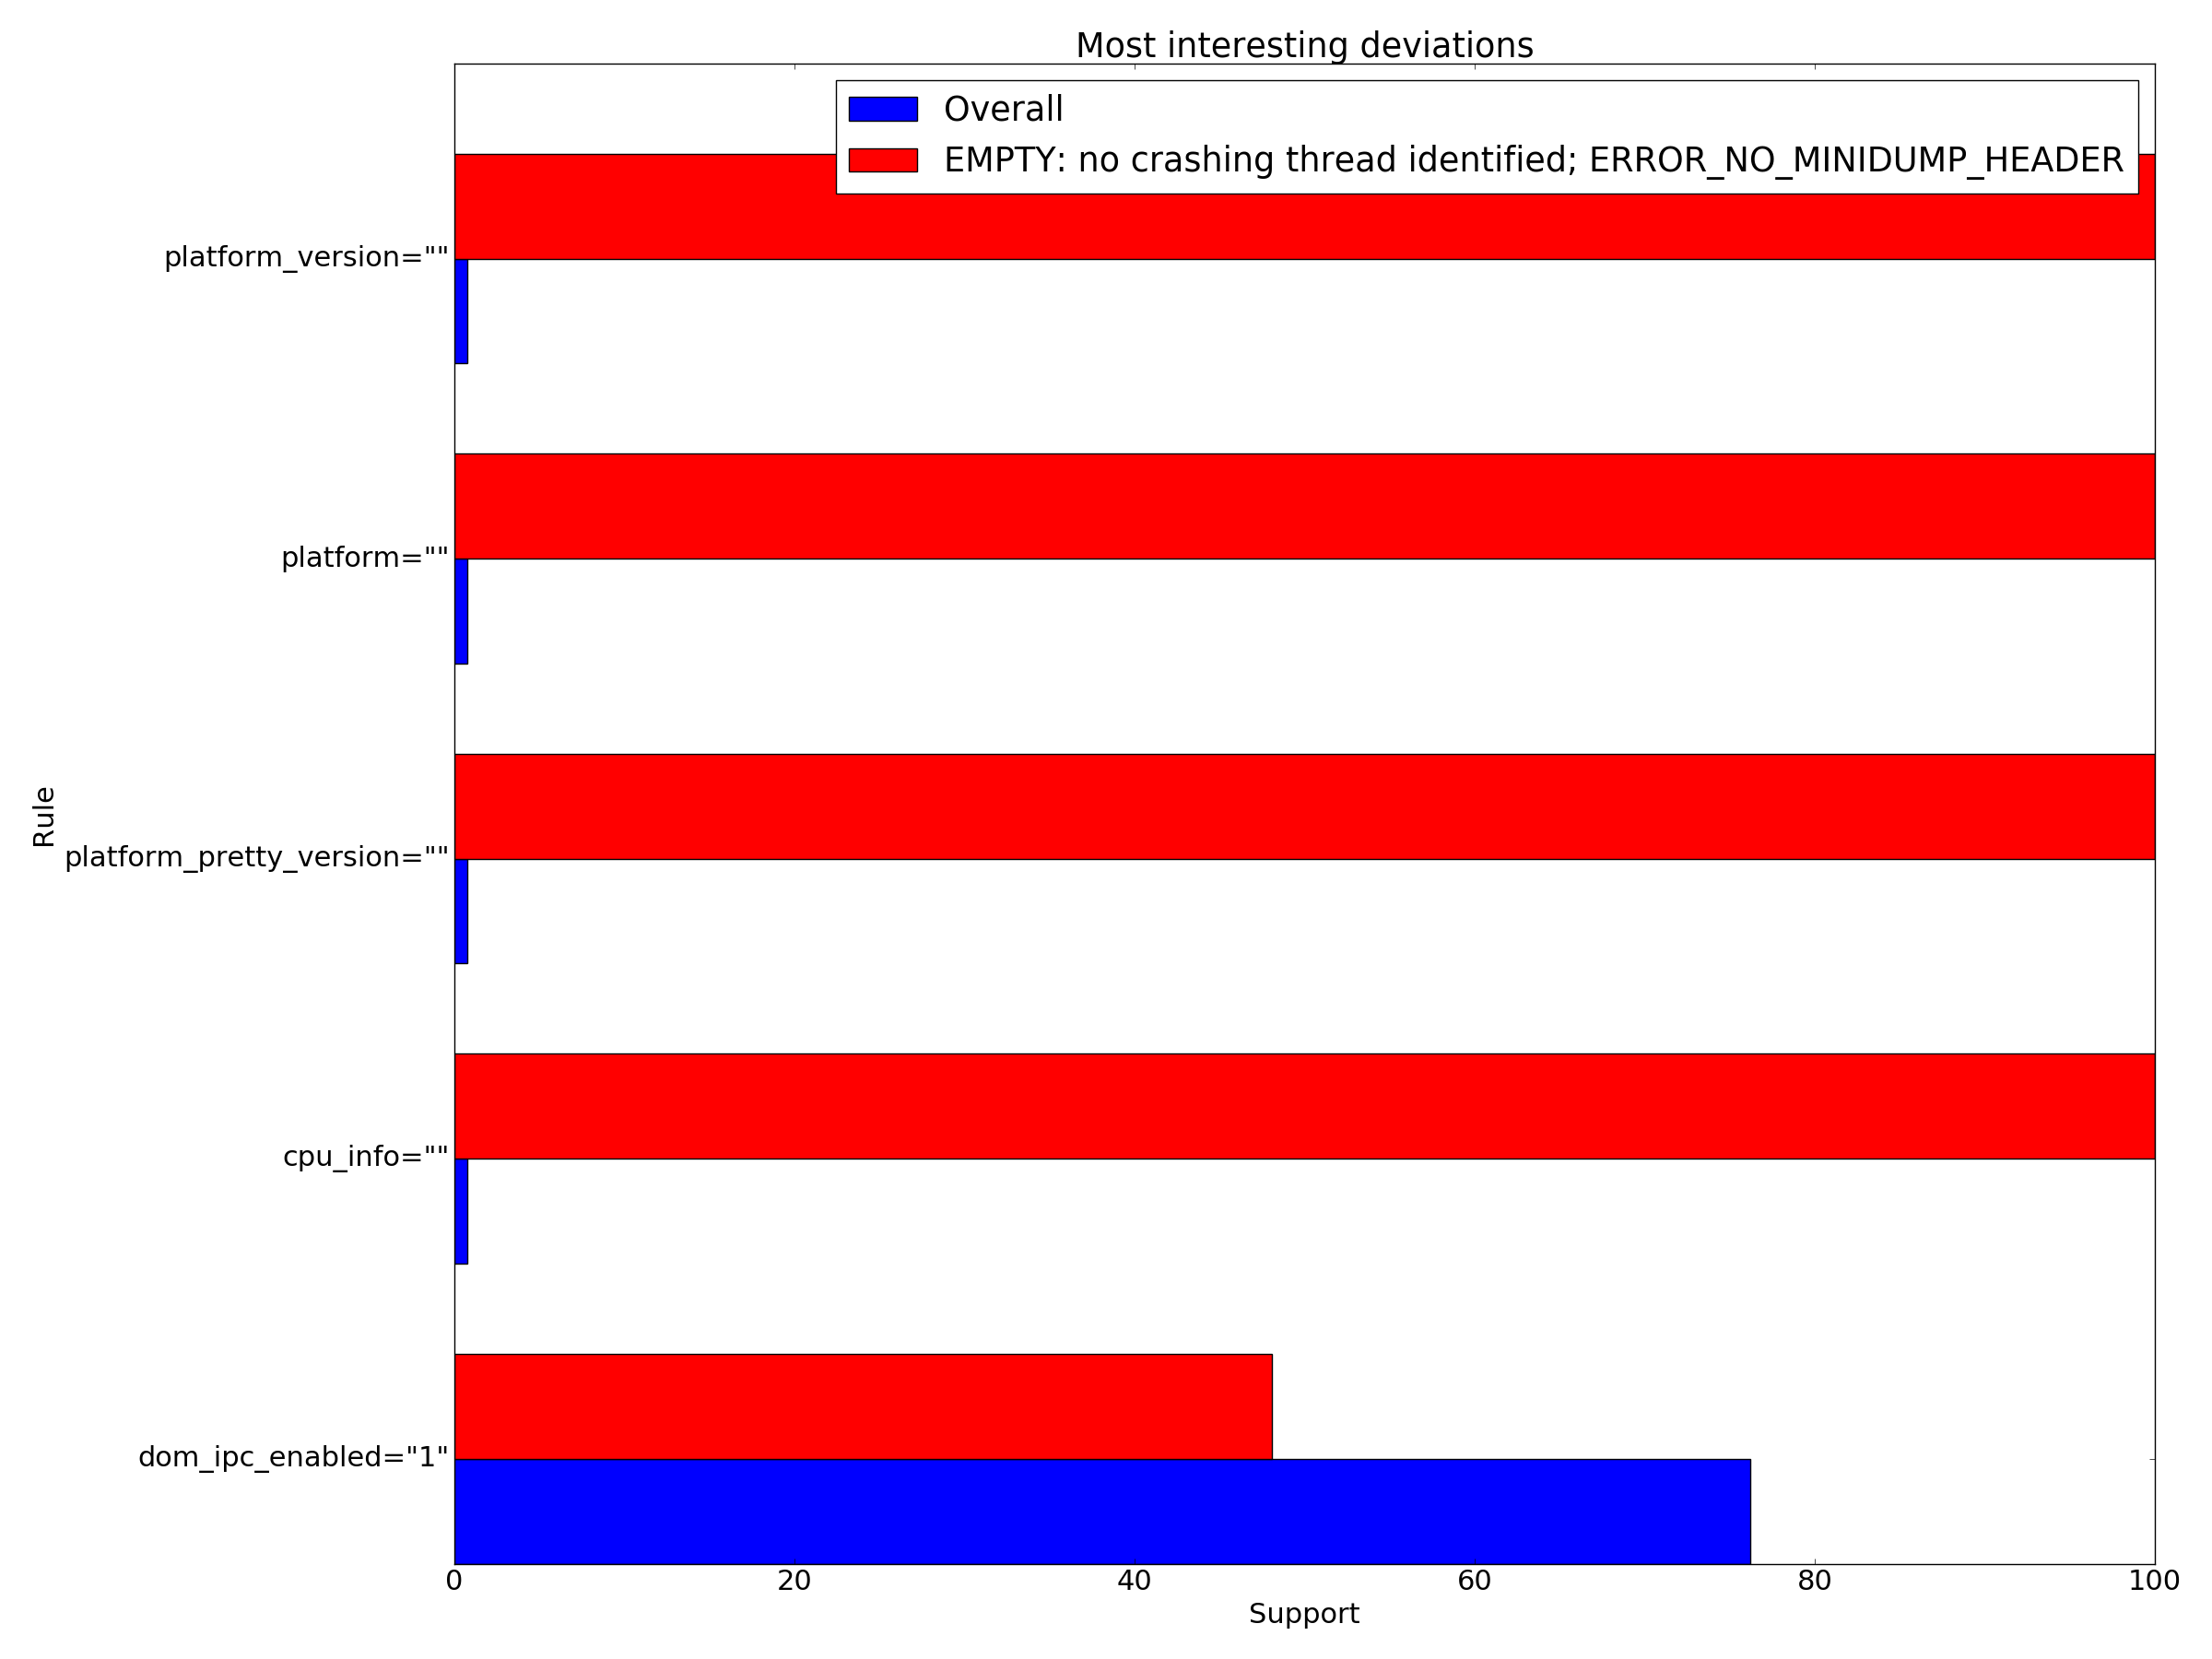 Most interesting deviations
Overall
EMPTY: no crashing thread identified; ERROR_NO_MINIDUMP_HEADER
platform_version=""
platform=""
platform_pretty_version=""
cpu_info=""
dom_ipc_enabled="1"
Rule
0 20 40 60 80 100
Support